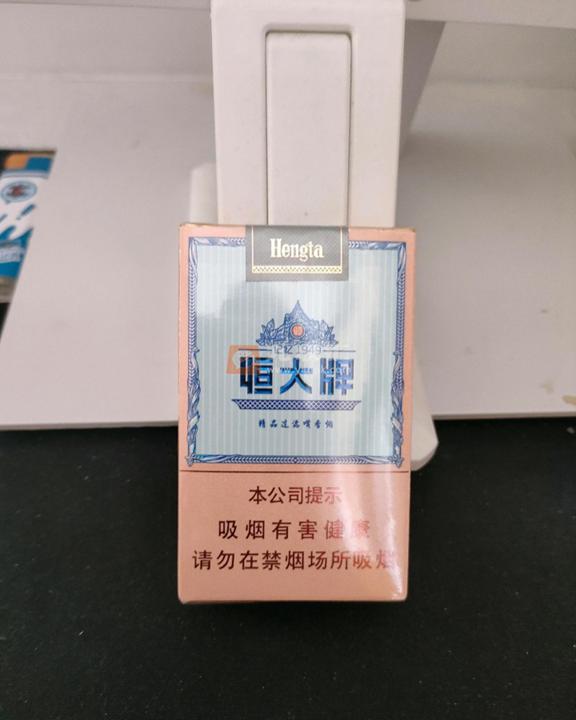 Hengta
恒大牌
精品过滤嘴香烟
本公司提示
吸烟有害健康
请勿在禁烟场所吸烟